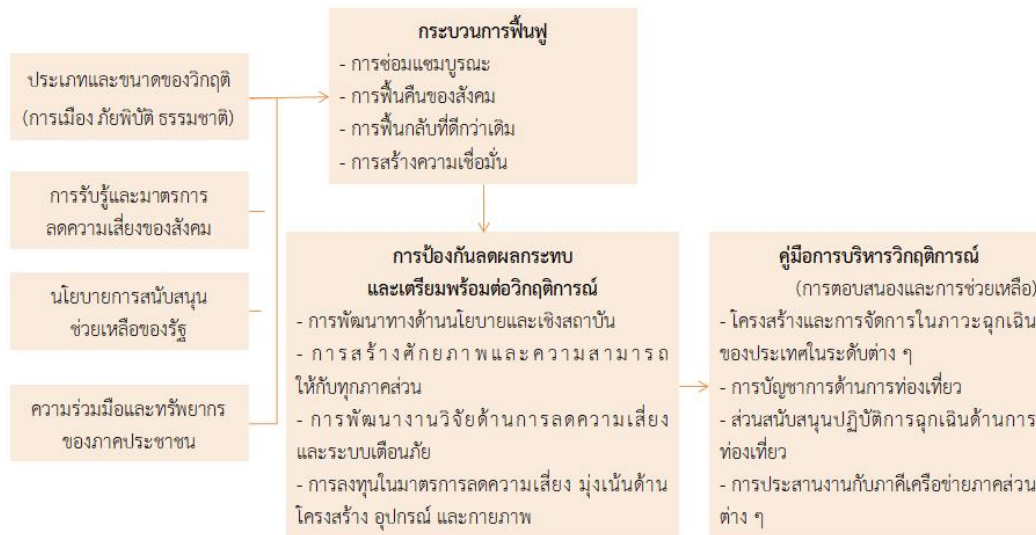 ประเภทและขนาดของวิกฤติ
(การเมือง ภัยพิบัติ ธรรมชาติ)
การรับรู้และมาตรการ
ลดความเสี่ยงของสังคม
นโยบายการสนับสนุน
ช่วยเหลือของรัฐ
ความร่วมมือและทรัพยากร
ของภาคประชาชน
กระบวนการฟื้นฟู
- การซ่อมแซมบูรณะ
- การฟื้นคืนของสังคม
- การฟื้นกลับที่ดีกว่าเดิม
- การสร้างความเชื่อมั่น
การป้องกันลดผลกระทบ
และเตรียมพร้อมต่อวิกฤติการณ์
- การพัฒนาทางด้านนโยบายและเชิงสถาบัน
- การสร้างศักยภาพและความสามารถ
ให้กับทุกภาคส่วน
- การพัฒนางานวิจัยด้านการลดความเสี่ยง
และระบบเตือนภัย
- การลงทุนในมาตรการลดความเสี่ยง มุ่งเน้นด้าน
โครงสร้าง อุปกรณ์ และกายภาพ
คู่มือการบริหารวิกฤติการณ์
(การตอบสนองและการช่วยเหลือ)
- โครงสร้างและการจัดการในภาวะฉุกเฉิน
ของประเทศในระดับต่าง ๆ
- การบัญชาการด้านการท่องเที่ยว
- ส่วนสนับสนุนปฏิบัติการฉุกเฉินด้านการ
ท่องเที่ยว
- การประสานงานกับภาคีเครือข่ายภาคส่วน
ต่าง ๆ